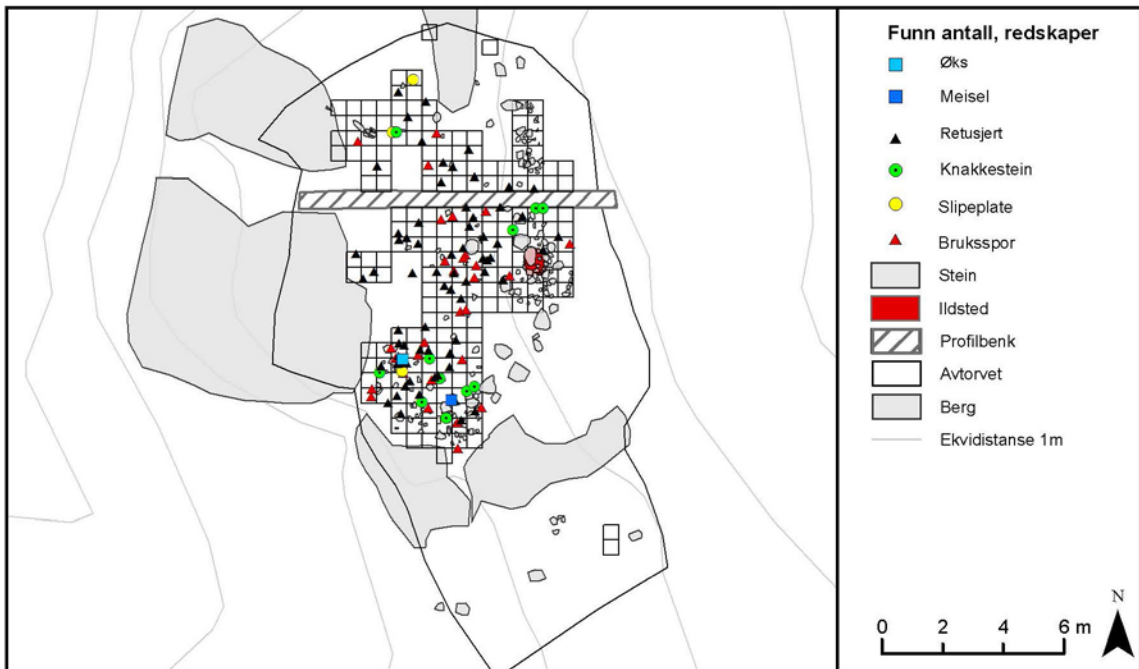 Funn antall, redskaper
Øks
Meisel
Retusjert
Knakkestein
Slipeplate
Bruksspor
Stein
Ildsted
Profilbenk
Avtorvet
Berg
Ekvidistanse 1m
N
0 2 4 6 m